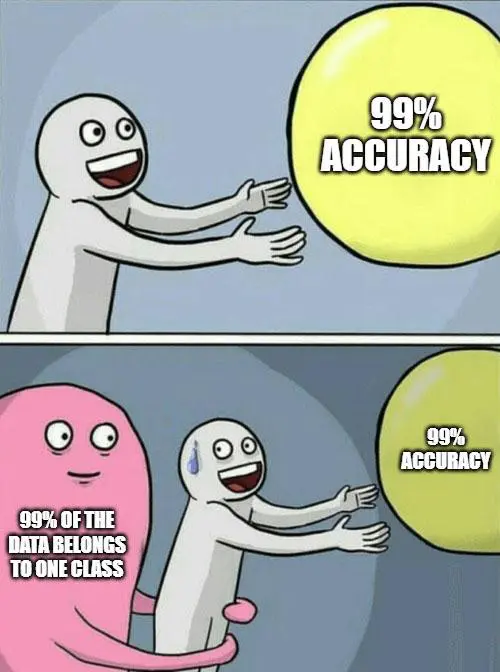 99%
ACCURACY
99%
ACCURACY
99% OF THE
DATA BELONGS
TO ONE CLASS